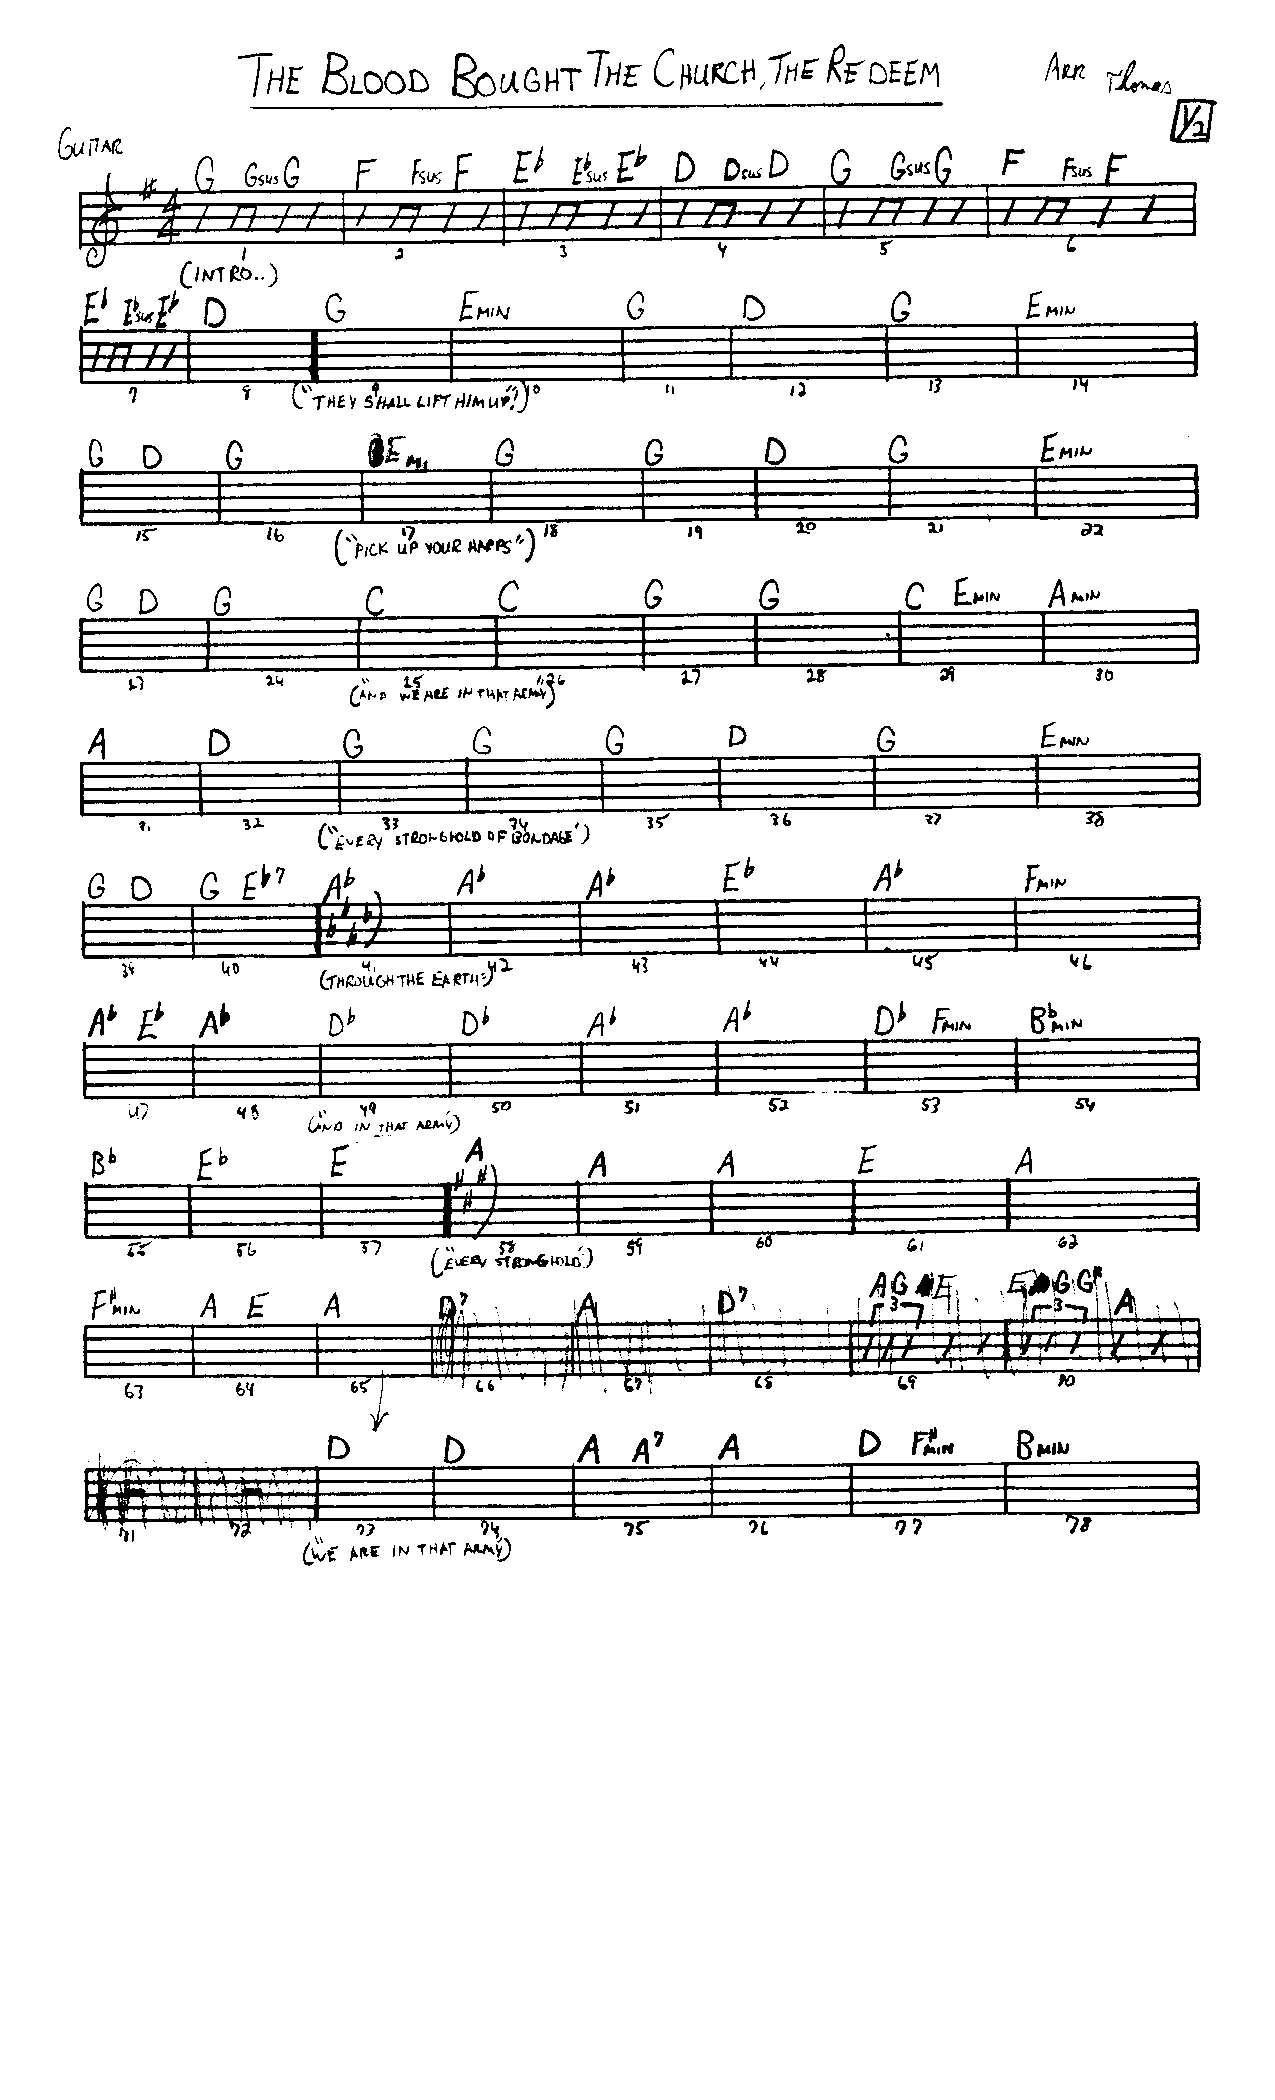 THE BLOOD BOUGHT THE CHURCH, THE REDEEM
ARR Thomas
1/2
GUITAR
G Gsus G F Fsus F E♭ E♭sus E♭ D Dsus D G Gsus G F Fsus F
4/4
1 2 3 4 5 6
(INTRO..)
E♭ E♭sus E♭ D G EMIN G D G EMIN
7 8 9 10 11 12 13 14
("THEY SHALL LIFT HIM UP")
G D G EMI G G D G EMIN
15 16 17 18 19 20 21 22
("PICK UP YOUR HARPS")
G D G C C G G C EMIN AMIN
23 24 25 26 27 28 29 30
("AND WE ARE IN THAT ARMY")
A D G G G D G EMIN
31 32 33 34 35 36 37 38
("EVERY STRONGHOLD OF BONDAGE")
G D G E♭7 A♭ A♭ A♭ E♭ A♭ FMIN
39 40 41 42 43 44 45 46
(THROUGH THE EARTH")
A♭ E♭ A♭ D♭ D♭ A♭ A♭ D♭ FMIN B♭MIN
47 48 49 50 51 52 53 54
("AND IN THAT ARMY)
B♭ E♭ E A A A E A
55 56 57 58 59 60 61 62
("EVERY STRONGHOLD")
F#MIN A E A D7 A D7 A G E E G G# A
3 3
63 64 65 66 67 68 69 70
D D A A7 A D F#MIN BMIN
71 72 73 74 75 76 77 78
("WE ARE IN THAT ARMY")